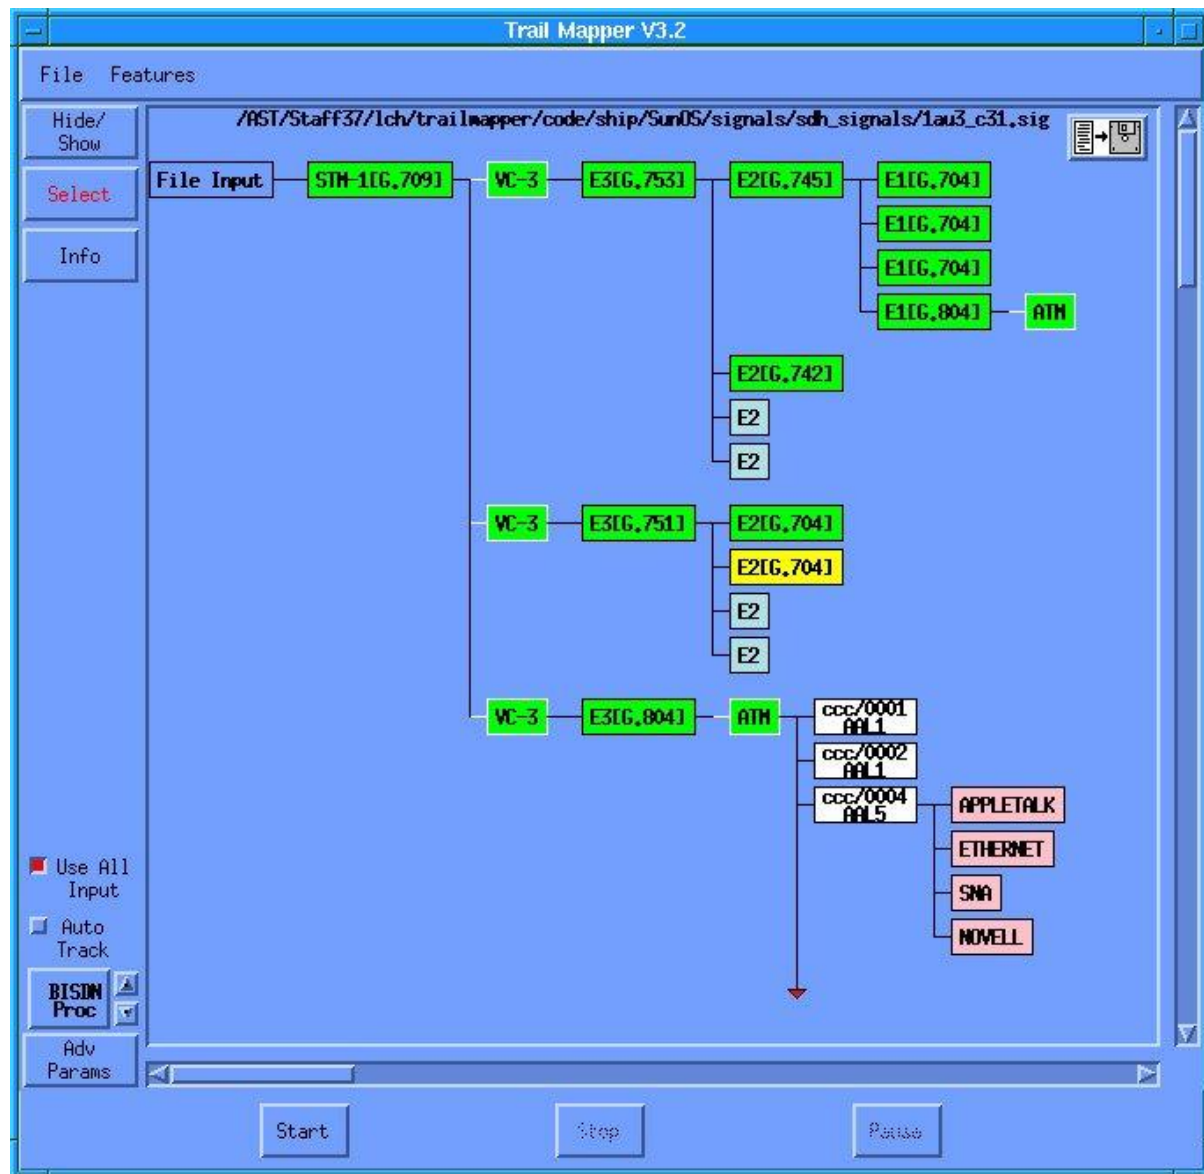 Trail Mapper V3.2
File Features
Hide/
Show
Select
Info
/AST/Staff37/lch/trailmapper/code/ship/SunOS/signals/sdh_signals/1au3_c31.sig
File Input STM-1[G.709] VC-3 E3[G.753] E2[G.745] E1[G.704]
E1[G.704]
E1[G.704]
E1[G.804] ATM
E2[G.742]
E2
E2
VC-3 E3[G.751] E2[G.704]
E2[G.704]
E2
E2
VC-3 E3[G.804] ATM ccc/0001
AAL1
ccc/0002
AAL1
ccc/0004
AAL5
APPLETALK
ETHERNET
SNA
NOVELL
Use All
Input
Auto
Track
BISDN
Proc
Adv
Params
Start Stop Pause